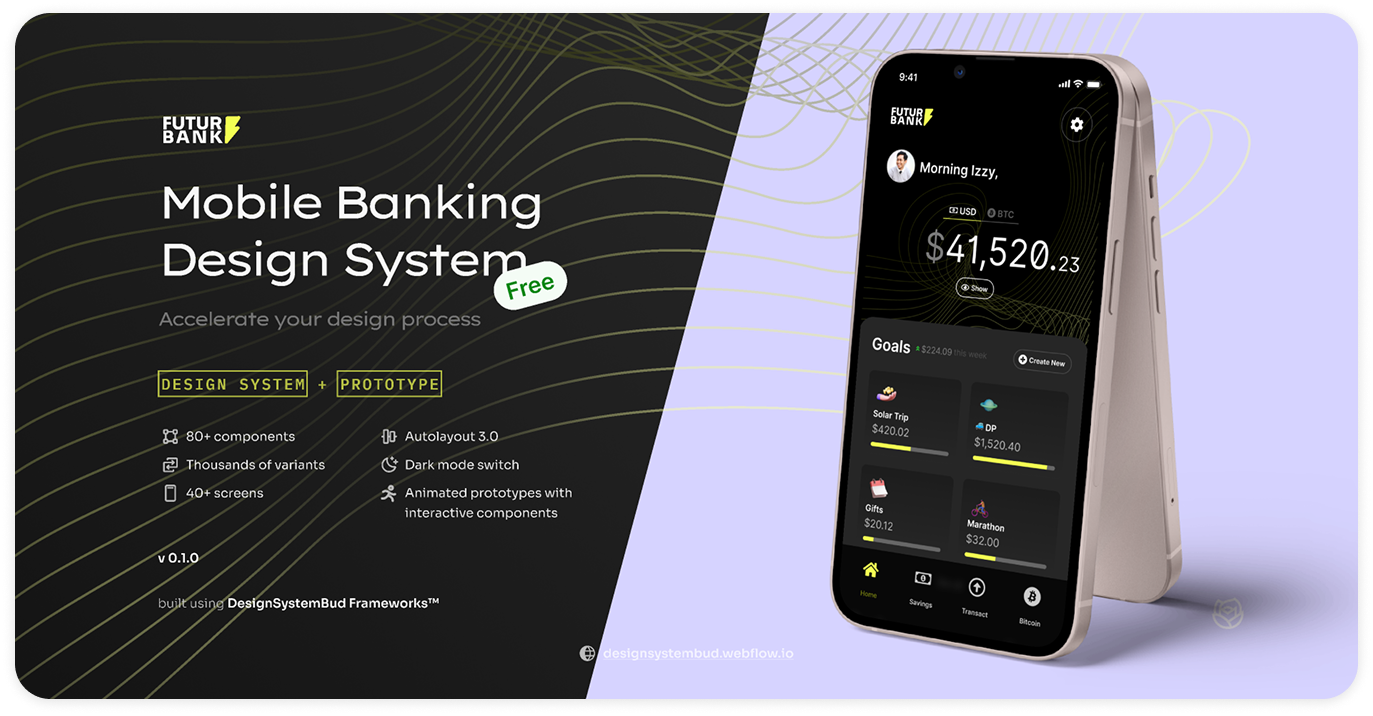 FUTUR
BANK
Mobile Banking
Design System
Free
Accelerate your design process
DESIGN SYSTEM + PROTOTYPE
80+ components
Thousands of variants
40+ screens
Autolayout 3.0
Dark mode switch
Animated prototypes with
interactive components
v 0.1.0
built using DesignSystemBud Frameworks™
designsystembud.webflow.io
9:41
FUTUR
BANK
Morning Izzy,
USD BTC
$41,520.23
Show
Goals $224.09 this week Create New
Solar Trip
$420.02
DP
$1,520.40
Gifts
$20.12
Marathon
$32.00
Home Savings Transact Bitcoin